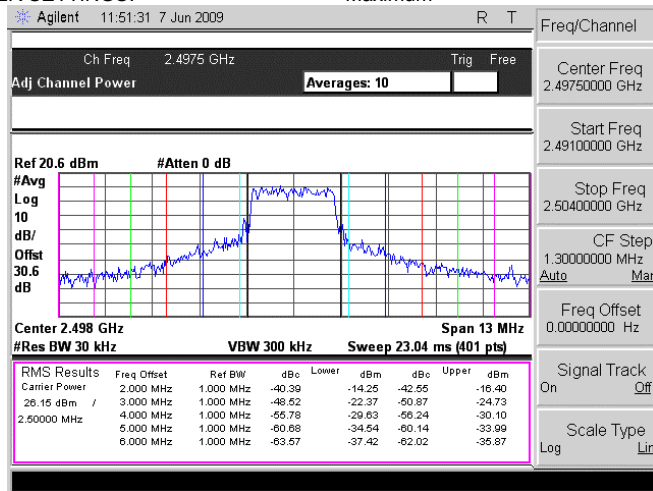 Maximum
Agilent 11:51:31 7 Jun 2009 R T
Freq/Channel
Ch Freq 2.4975 GHz Trig Free
Adj Channel Power Averages: 10
Center Freq
2.49750000 GHz
Start Freq
2.49100000 GHz
Ref 20.6 dBm #Atten 0 dB
#Avg
Log
10
dB/
Offst
30.6
dB
Stop Freq
2.50400000 GHz
CF Step
1.30000000 MHz
Auto Man
Freq Offset
0.00000000 Hz
Center 2.498 GHz Span 13 MHz
#Res BW 30 kHz VBW 300 kHz Sweep 23.04 ms (401 pts)
RMS Results Freq Offset Ref BW dBc Lower dBm dBc Upper dBm
Carrier Power 2.000 MHz 1.000 MHz -40.39 -14.25 -42.55 -16.40
26.15 dBm / 3.000 MHz 1.000 MHz -48.52 -22.37 -50.87 -24.73
2.50000 MHz 4.000 MHz 1.000 MHz -55.78 -29.63 -56.24 -30.10
5.000 MHz 1.000 MHz -60.68 -34.54 -60.14 -33.99
6.000 MHz 1.000 MHz -63.57 -37.42 -62.02 -35.87
Signal Track
On Off
Scale Type
Log Lin